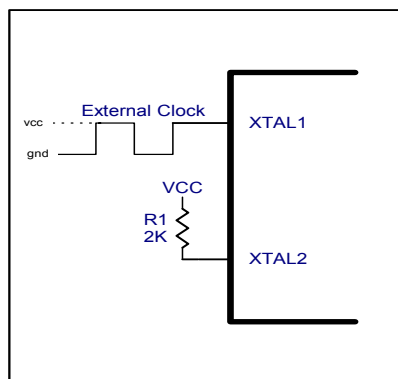 External Clock
vcc
XTAL1
gnd
VCC
R1
2K
XTAL2